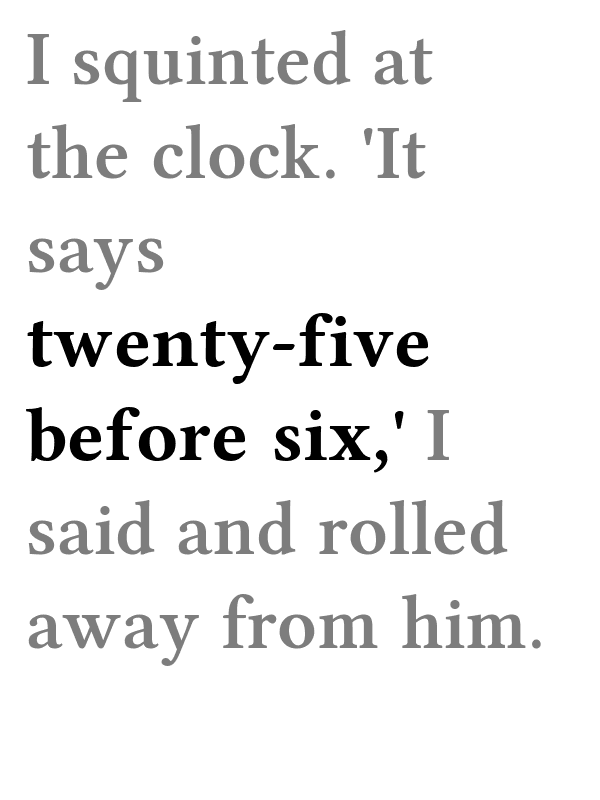 I squinted at
the clock. 'It
says
twenty-five
before six,' I
said and rolled
away from him.